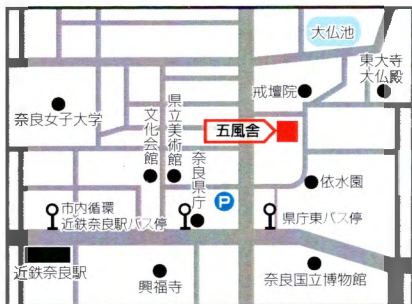 大仏池
東大寺
大仏殿
戒壇院
奈良女子大学
五風舎
県立美術館
文化会館
奈良県庁
P
依水園
市内循環
近鉄奈良駅バス停
県庁東バス停
近鉄奈良駅
興福寺
奈良国立博物館